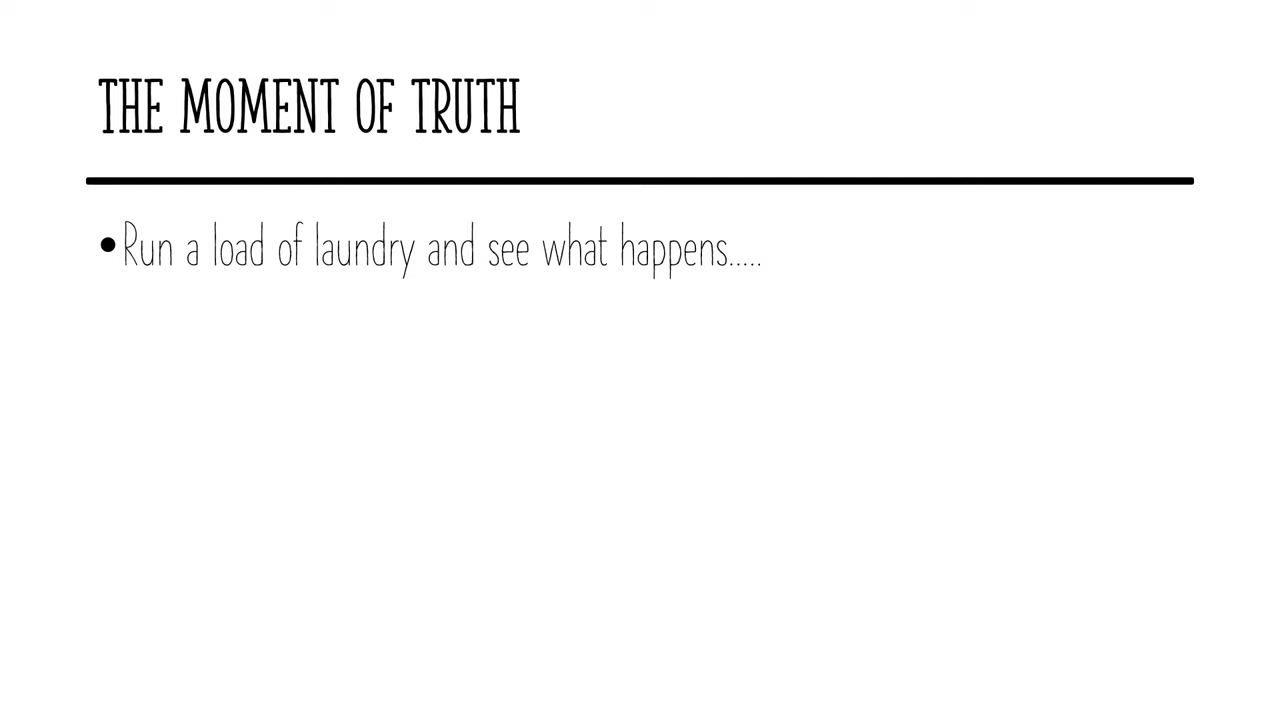 THE MOMENT OF TRUTH
•Run a load of laundry and see what happens.....